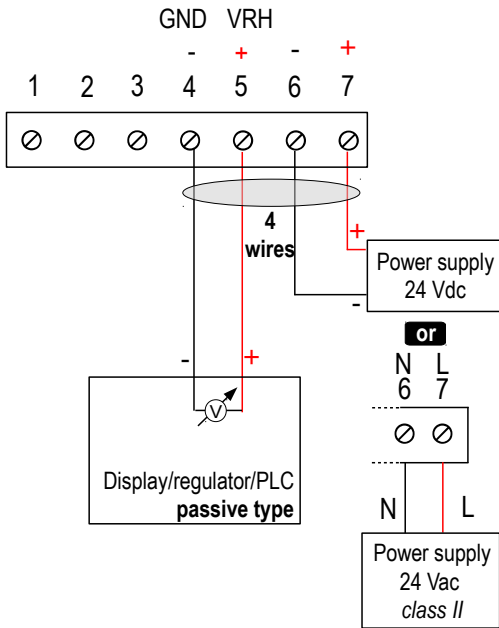 GND VRH
- + - +
1 2 3 4 5 6 7
4
wires
+
Power supply
24 Vdc
-
or
N L
6 7
- +
V
Display/regulator/PLC
passive type
N L
Power supply
24 Vac
class II